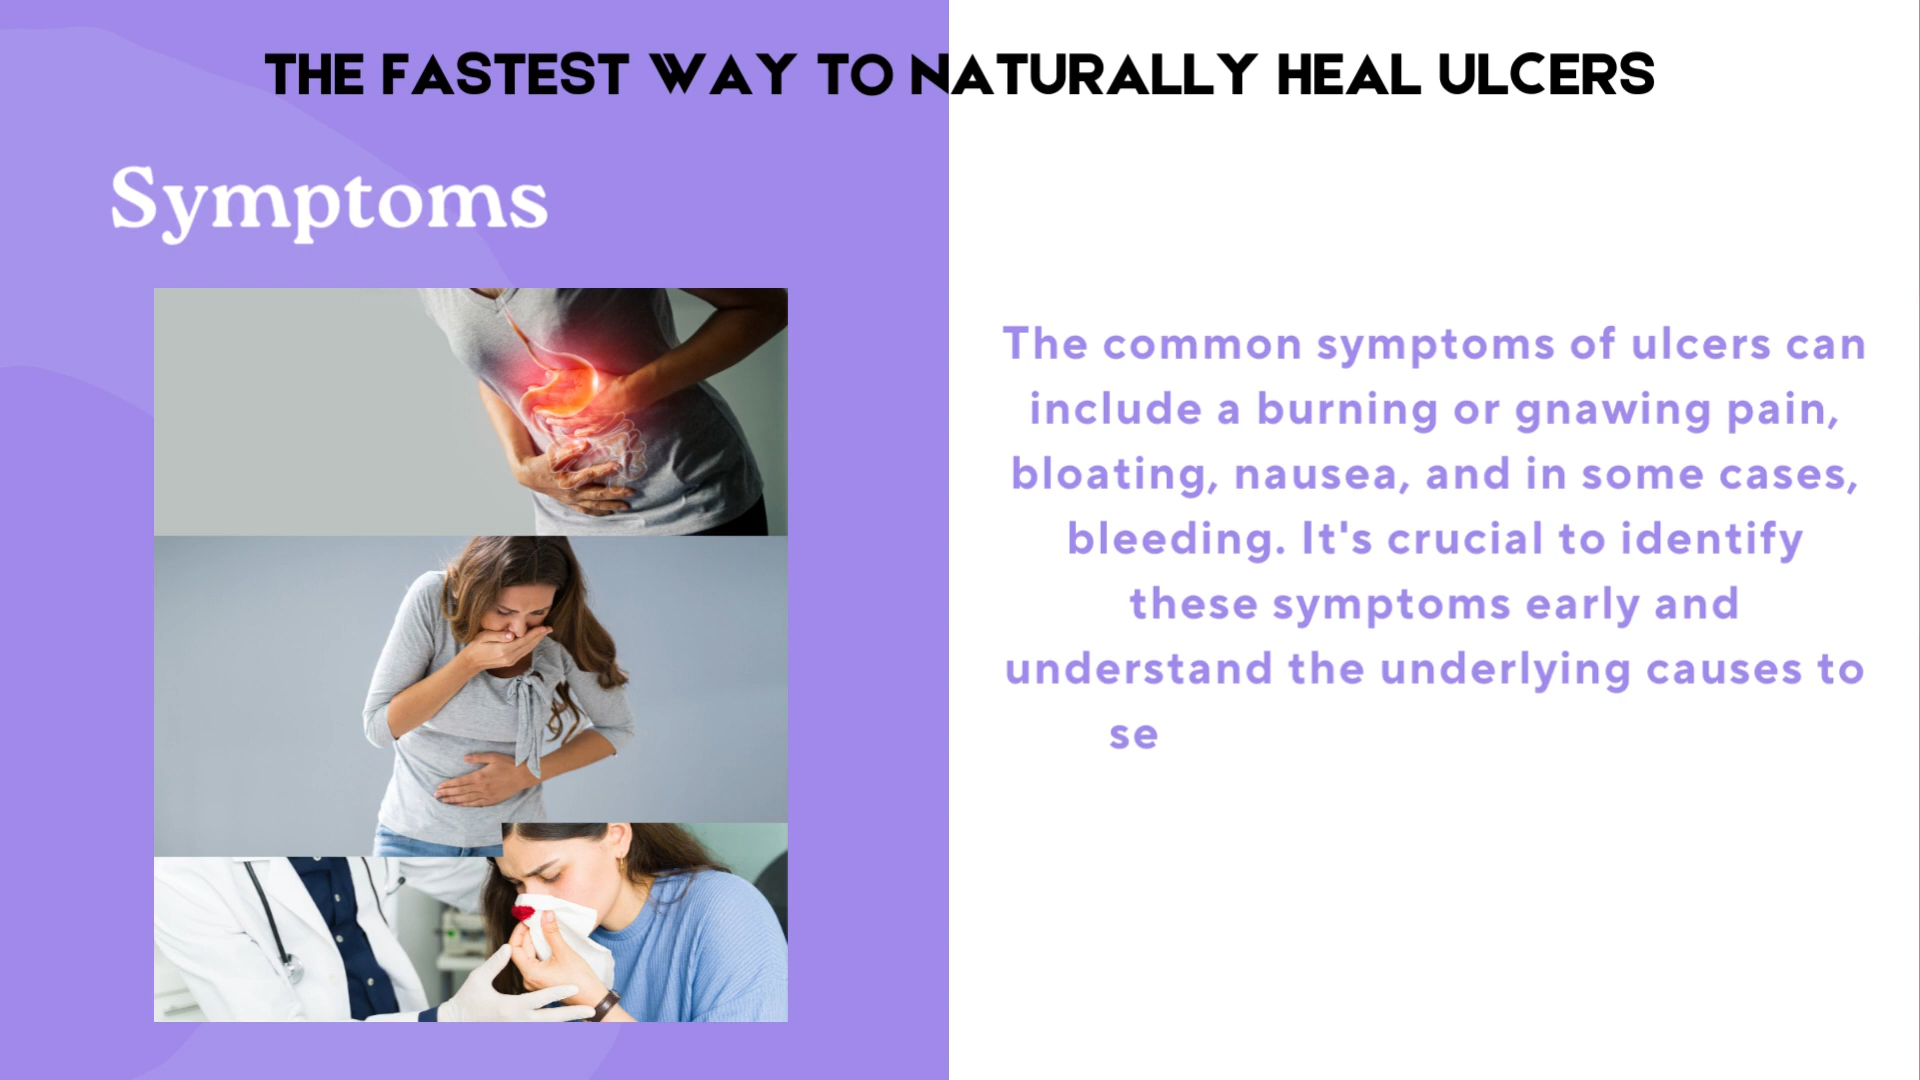 THE FASTEST WAY TO NATURALLY HEAL ULCERS
Symptoms
The common symptoms of ulcers can
include a burning or gnawing pain,
bloating, nausea, and in some cases,
bleeding. It's crucial to identify
these symptoms early and
understand the underlying causes to
se